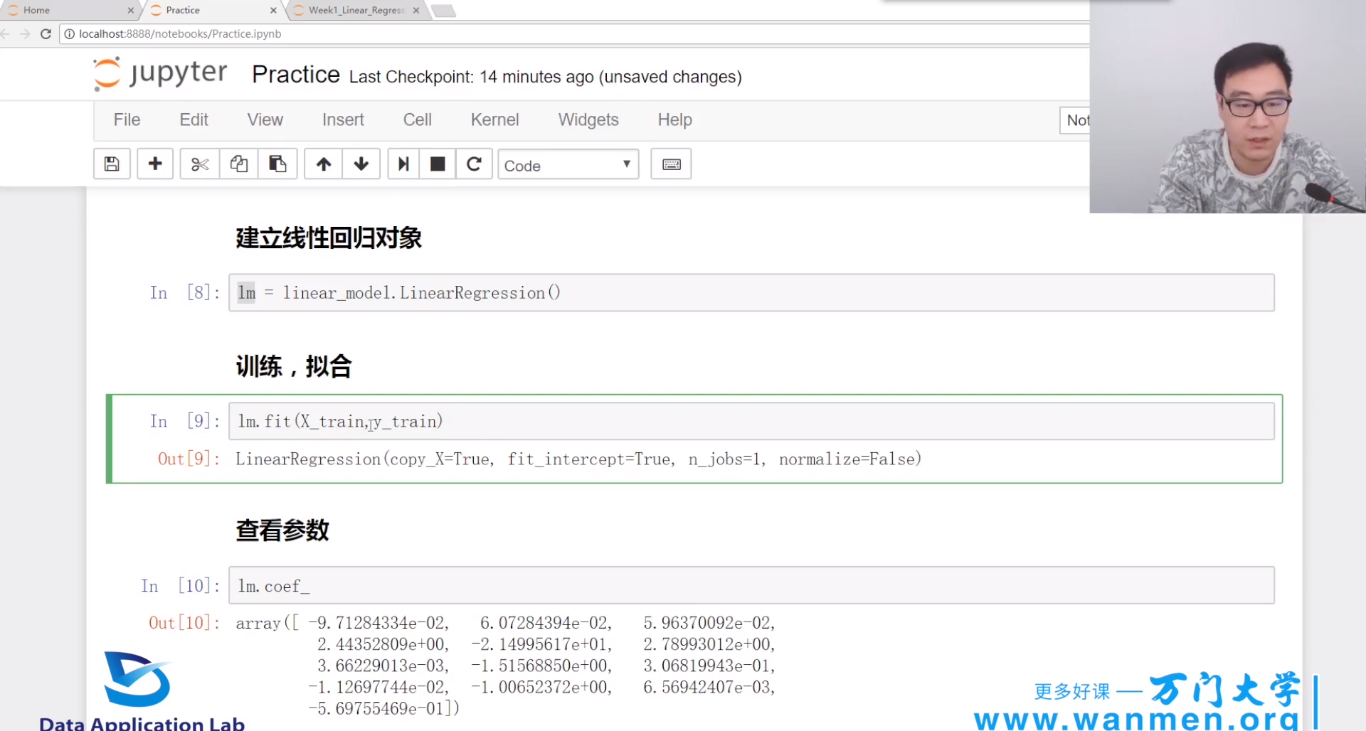 Home
Practice
Week1_Linear_Regress
localhost:8888/notebooks/Practice.ipynb
jupyter Practice Last Checkpoint: 14 minutes ago (unsaved changes)
File Edit View Insert Cell Kernel Widgets Help
Not
Code
建立线性回归对象
In [8]: lm = linear_model.LinearRegression()
训练，拟合
In [9]: lm.fit(X_train,y_train)
Out[9]: LinearRegression(copy_X=True, fit_intercept=True, n_jobs=1, normalize=False)
查看参数
In [10]: lm.coef_
Out[10]: array([ -9.71284334e-02, 6.07284394e-02, 5.96370092e-02,
2.44352809e+00, -2.14995617e+01, 2.78993012e+00,
3.66229013e-03, -1.51568850e+00, 3.06819943e-01,
-1.12697744e-02, -1.00652372e+00, 6.56942407e-03,
-5.69755469e-01])
Data Application Lab
更多好课 — 万门大学
www.wanmen.org